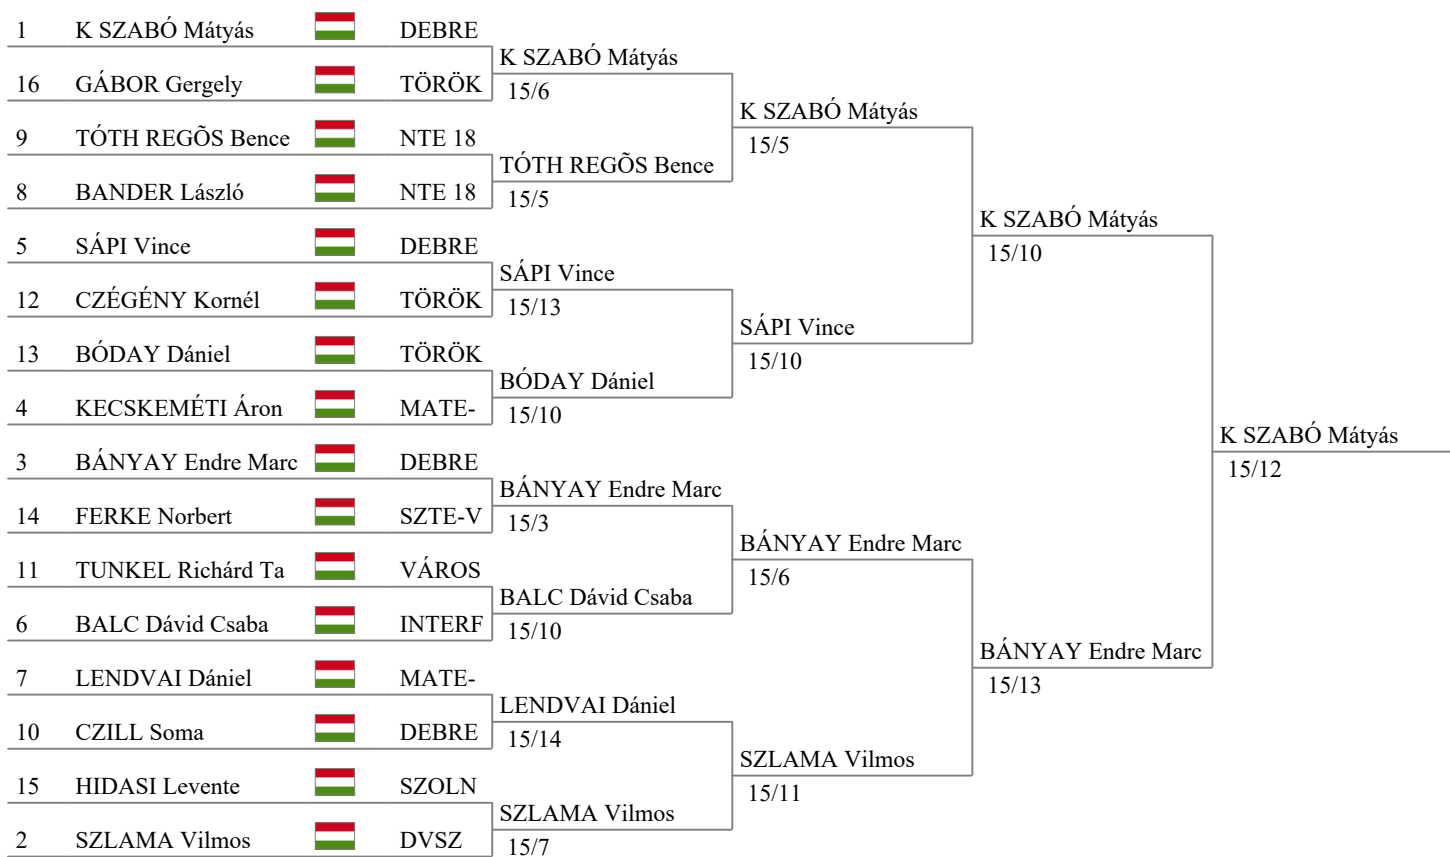 1 K SZABÓ Mátyás DEBRE
16 GÁBOR Gergely TÖRÖK
9 TÓTH REGÕS Bence NTE 18
8 BANDER László NTE 18
5 SÁPI Vince DEBRE
12 CZÉGÉNY Kornél TÖRÖK
13 BÓDAY Dániel TÖRÖK
4 KECSKEMÉTI Áron MATE-
3 BÁNYAY Endre Marc DEBRE
14 FERKE Norbert SZTE-V
11 TUNKEL Richárd Ta VÁROS
6 BALC Dávid Csaba INTERF
7 LENDVAI Dániel MATE-
10 CZILL Soma DEBRE
15 HIDASI Levente SZOLN
2 SZLAMA Vilmos DVSZ
K SZABÓ Mátyás
15/6
TÓTH REGÕS Bence
15/5
SÁPI Vince
15/13
BÓDAY Dániel
15/10
BÁNYAY Endre Marc
15/3
BALC Dávid Csaba
15/10
LENDVAI Dániel
15/14
SZLAMA Vilmos
15/7
K SZABÓ Mátyás
15/5
SÁPI Vince
15/10
BÁNYAY Endre Marc
15/6
SZLAMA Vilmos
15/11
K SZABÓ Mátyás
15/10
BÁNYAY Endre Marc
15/13
K SZABÓ Mátyás
15/12